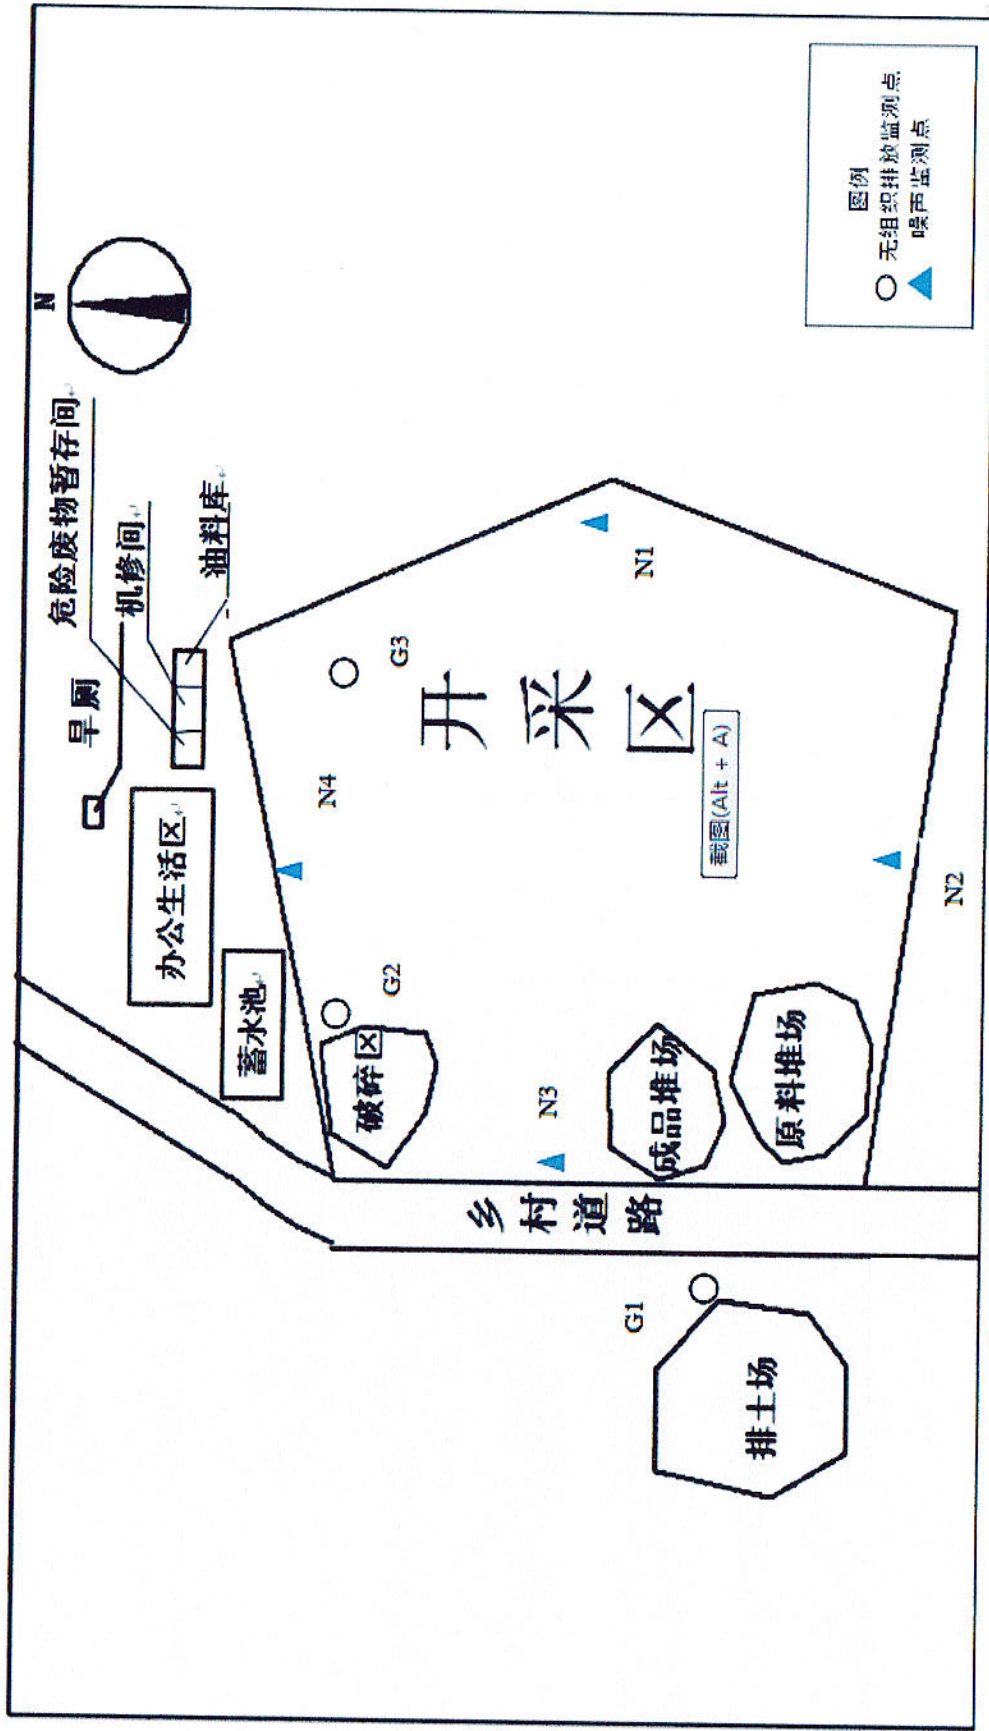 N
危险废物暂存间
旱厕
机修间
油料库
办公生活区
蓄水池
N4
G3
G2
破碎区
开采区
N1
截图(Alt + A)
N3
成品堆场
原料堆场
N2
乡村道路
G1
排土场
图例
无组织排放监测点
噪声监测点